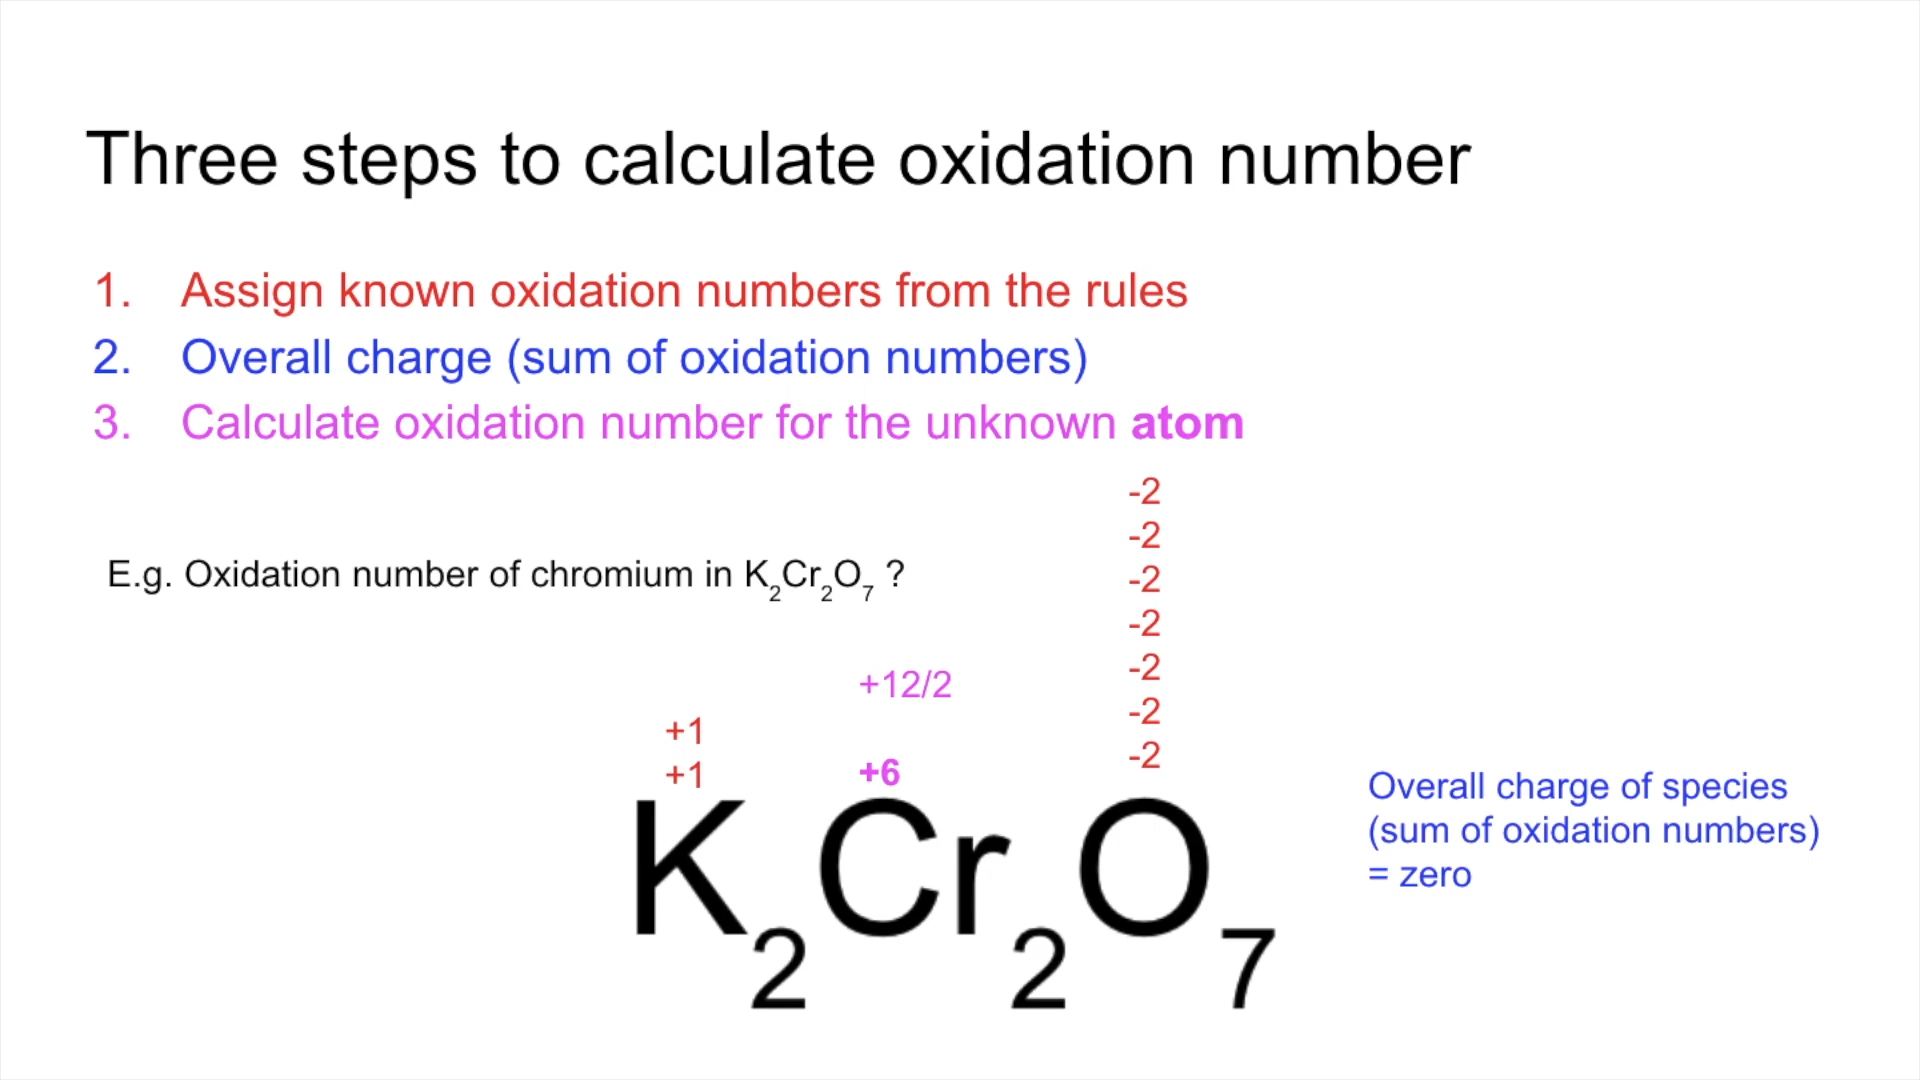 Three steps to calculate oxidation number
1. Assign known oxidation numbers from the rules
2. Overall charge (sum of oxidation numbers)
3. Calculate oxidation number for the unknown atom
E.g. Oxidation number of chromium in K₂Cr₂O₇ ?
-2
-2
-2
-2
-2
-2
-2
+12/2
+1
+1
+6
K₂Cr₂O₇
Overall charge of species
(sum of oxidation numbers)
= zero